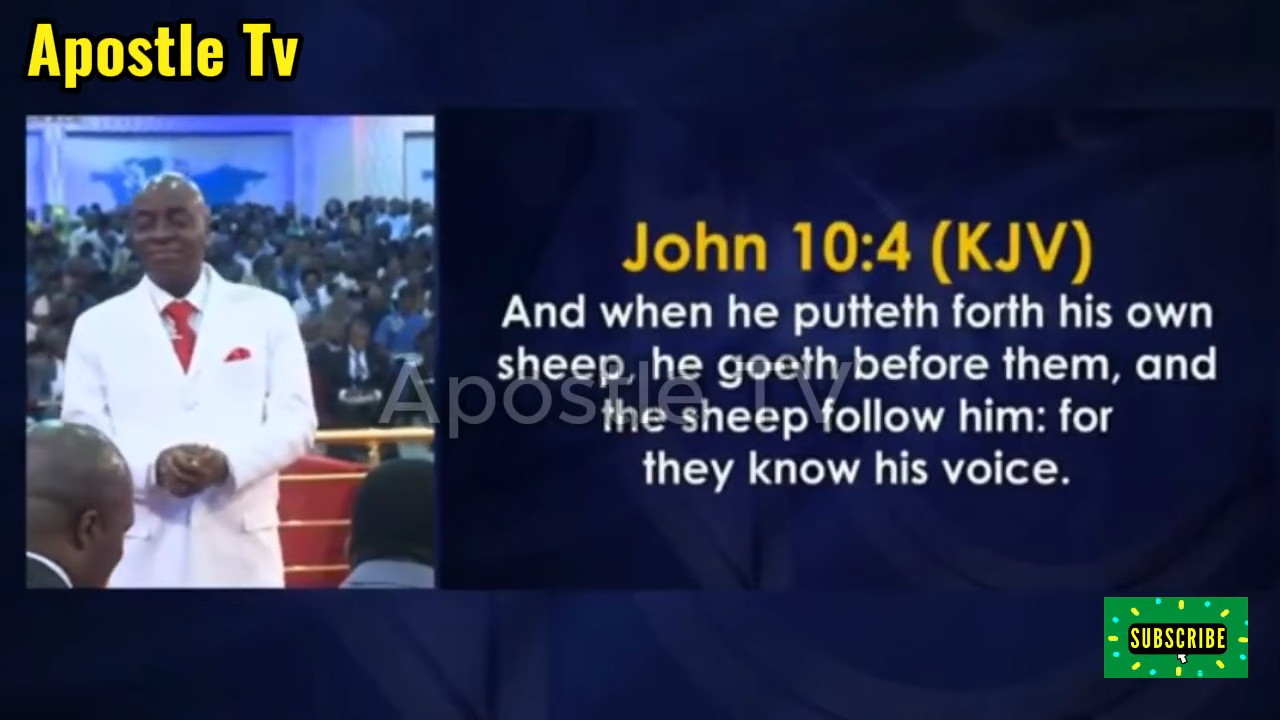 Apostle Tv
John 10:4 (KJV)
And when he putteth forth his own
sheep, he goeth before them, and
the sheep follow him: for
they know his voice.
Apostle TV
SUBSCRIBE